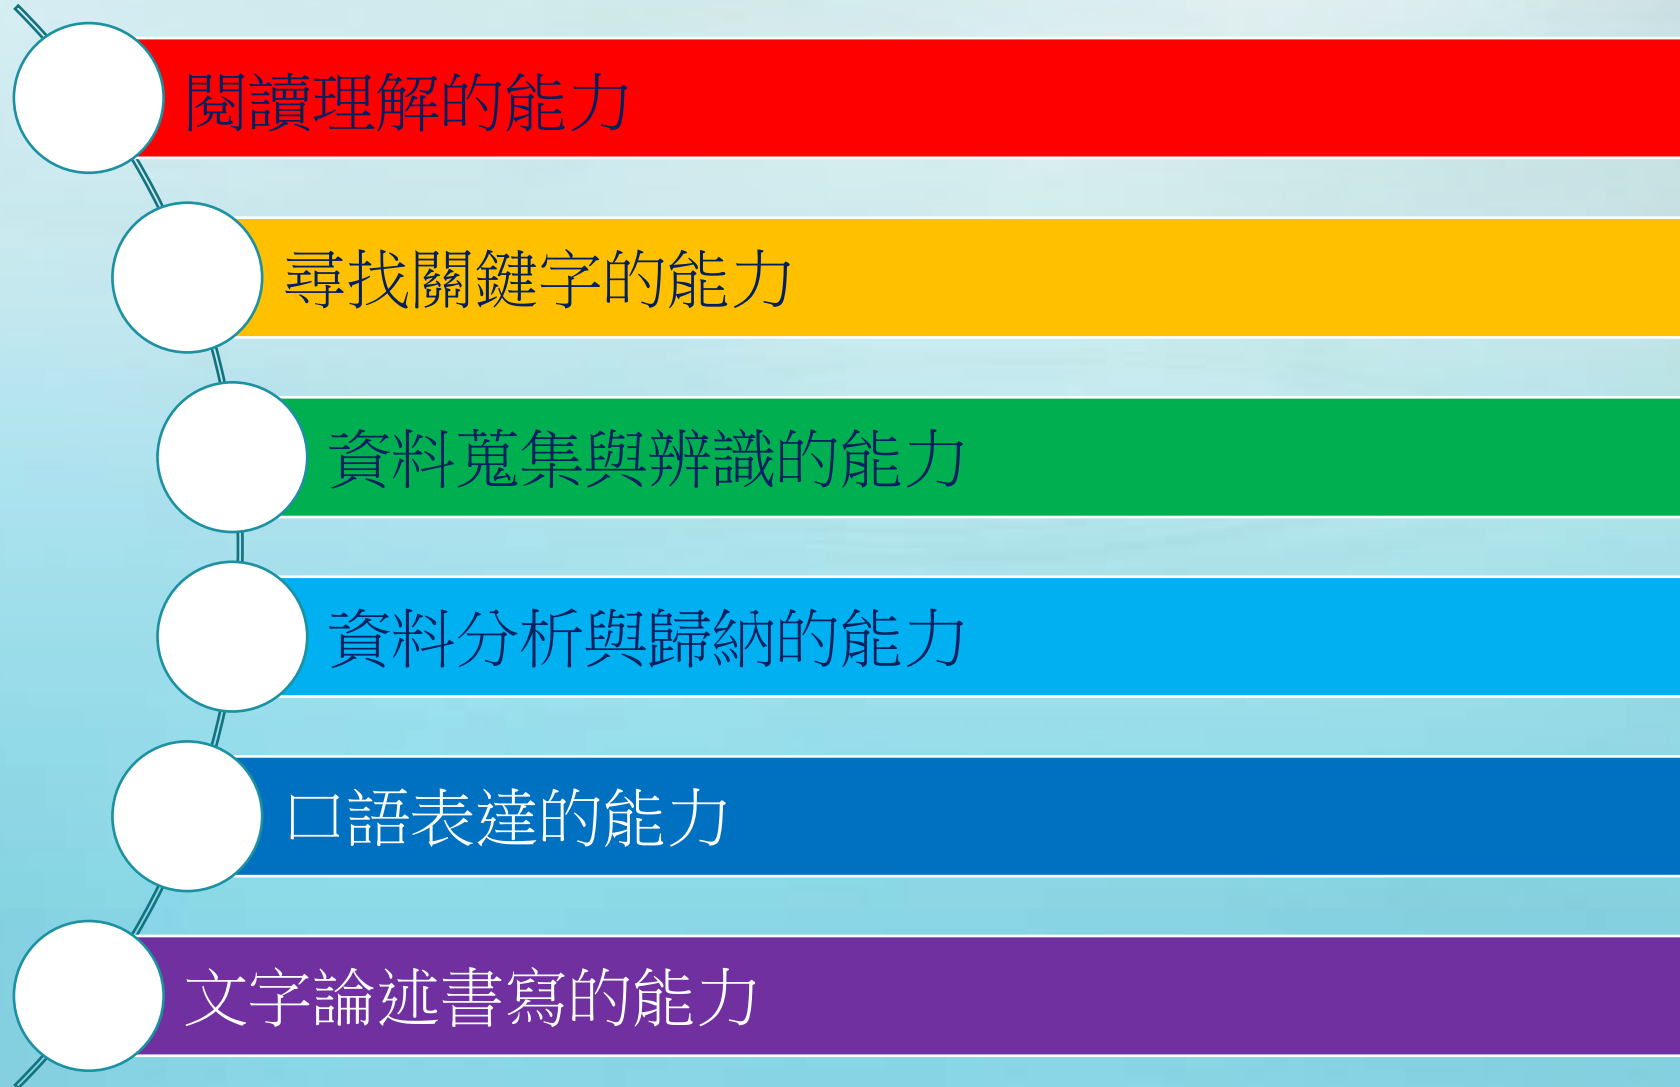 閱讀理解的能力
尋找關鍵字的能力
資料蒐集與辨識的能力
資料分析與歸納的能力
口語表達的能力
文字論述書寫的能力